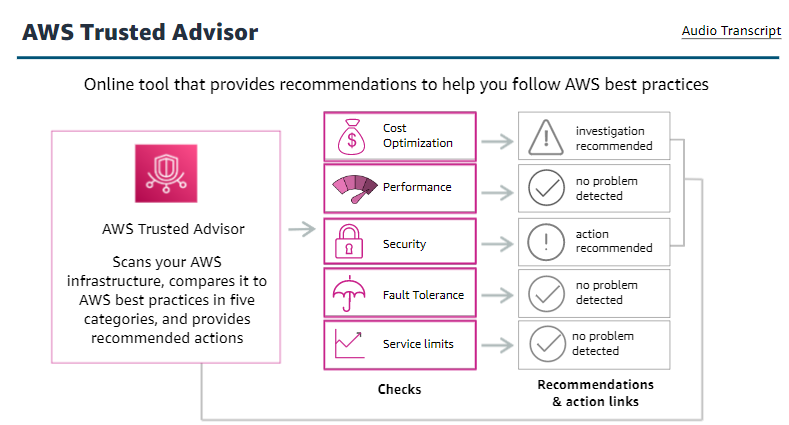 AWS Trusted Advisor
Audio Transcript
Online tool that provides recommendations to help you follow AWS best practices
AWS Trusted Advisor
Scans your AWS
infrastructure, compares it to
AWS best practices in five
categories, and provides
recommended actions
$
Cost
Optimization
!
investigation
recommended
Performance
no problem
detected
Security
!
action
recommended
Fault Tolerance
no problem
detected
Service limits
no problem
detected
Checks
Recommendations
& action links